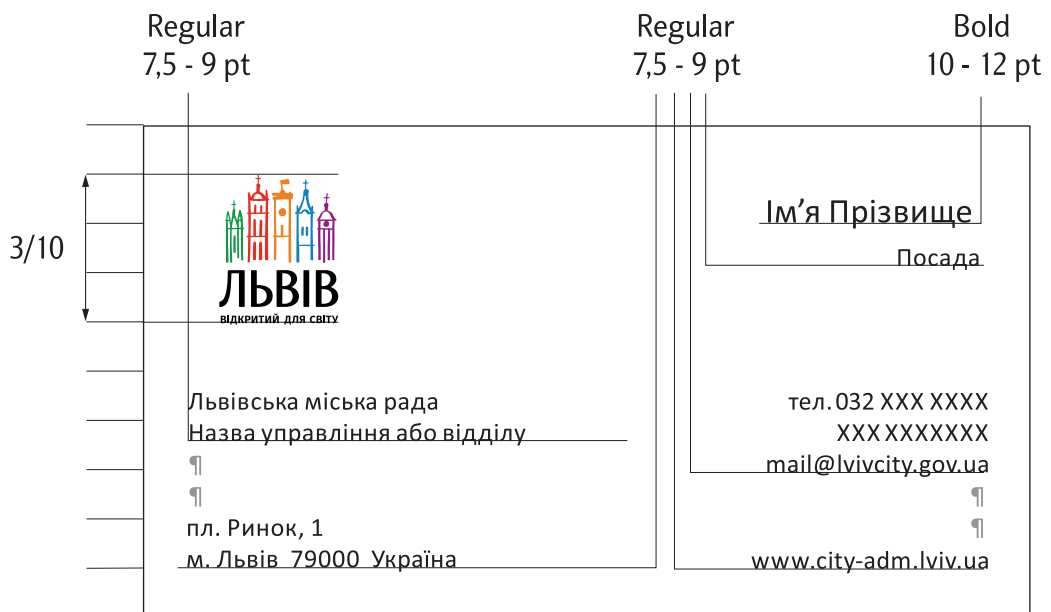 Regular
7,5 - 9 pt
Regular
7,5 - 9 pt
Bold
10 - 12 pt
3/10
ЛЬВІВ
ВІДКРИТИЙ ДЛЯ СВІТУ
Ім’я Прізвище
Посада
Львівська міська рада
Назва управління або відділу
¶
¶
пл. Ринок, 1
м. Львів 79000 Україна
тел. 032 XXX XXXX
XXX XXXXXXX
mail@lvivcity.gov.ua
¶
¶
www.city-adm.lviv.ua